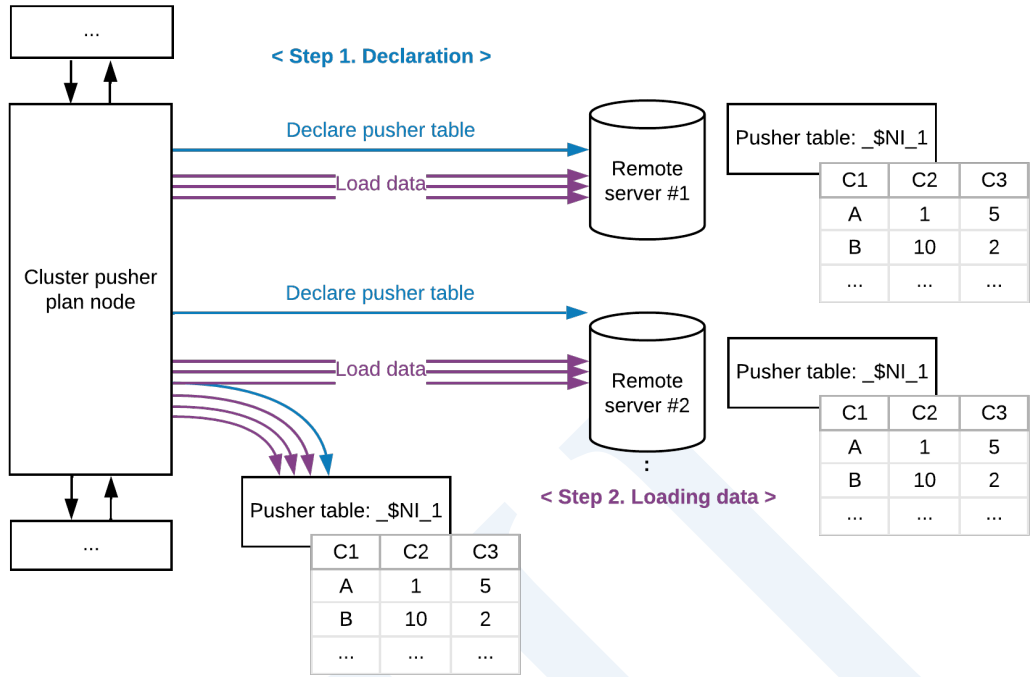 ...
< Step 1. Declaration >
Declare pusher table
Load data
Remote
server #1
Pusher table: _$NI_1
C1 C2 C3
A 1 5
B 10 2
... ... ...
Cluster pusher
plan node
Declare pusher table
Load data
Remote
server #2
:
Pusher table: _$NI_1
C1 C2 C3
A 1 5
B 10 2
... ... ...
< Step 2. Loading data >
Pusher table: _$NI_1
C1 C2 C3
A 1 5
B 10 2
... ... ...
...